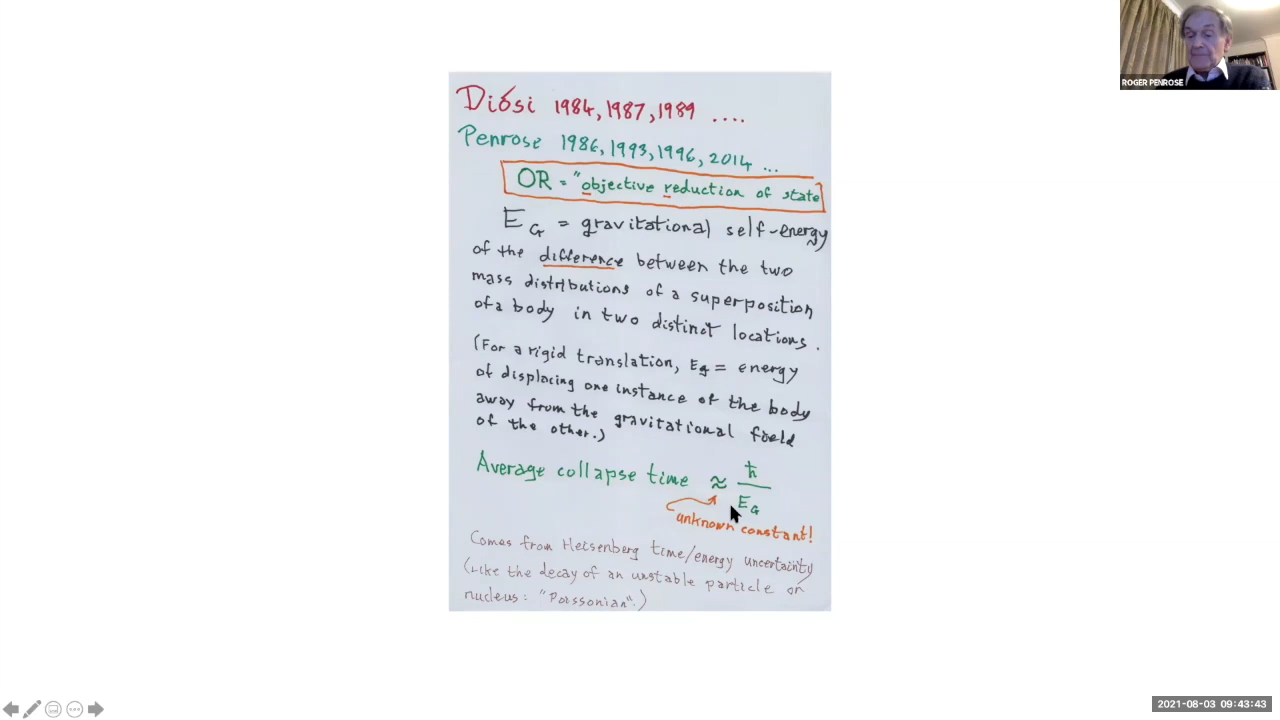 Diósi 1984, 1987, 1989 ....
Penrose 1986, 1993, 1996, 2014 ...
OR = "objective reduction of state
E_G = gravitational self-energy
of the difference between the two
mass distributions of a superposition
of a body in two distinct locations.
(For a rigid translation, E_G = energy
of displacing one instance of the body
away from the gravitational field
of the other.)
Average collapse time ≈ ħ / E_G
unknown constant!
Comes from Heisenberg time/energy uncertainty
(Like the decay of an unstable particle or
nucleus: "Poissonian".)
ROGER PENROSE
2021-08-03 09:43:43